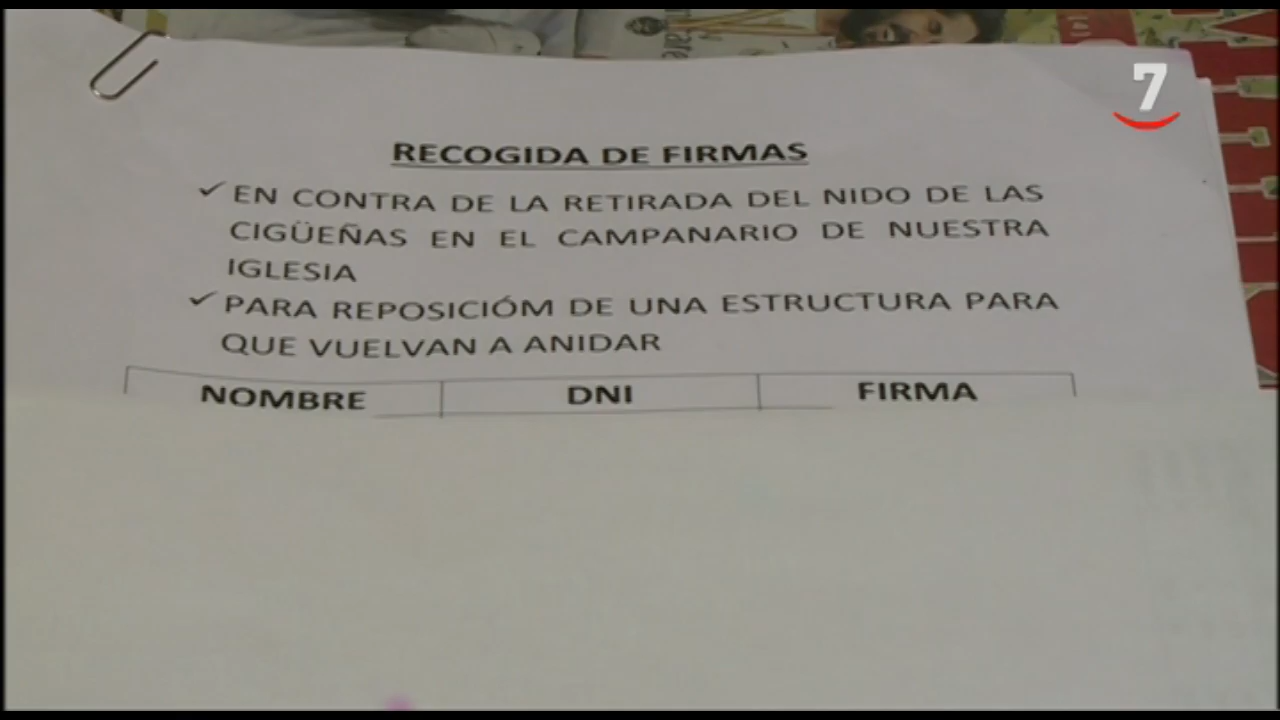 7
RECOGIDA DE FIRMAS
✓ EN CONTRA DE LA RETIRADA DEL NIDO DE LAS
CIGÜEÑAS EN EL CAMPANARIO DE NUESTRA
IGLESIA
✓ PARA REPOSICIÓM DE UNA ESTRUCTURA PARA
QUE VUELVAN A ANIDAR
NOMBRE DNI FIRMA